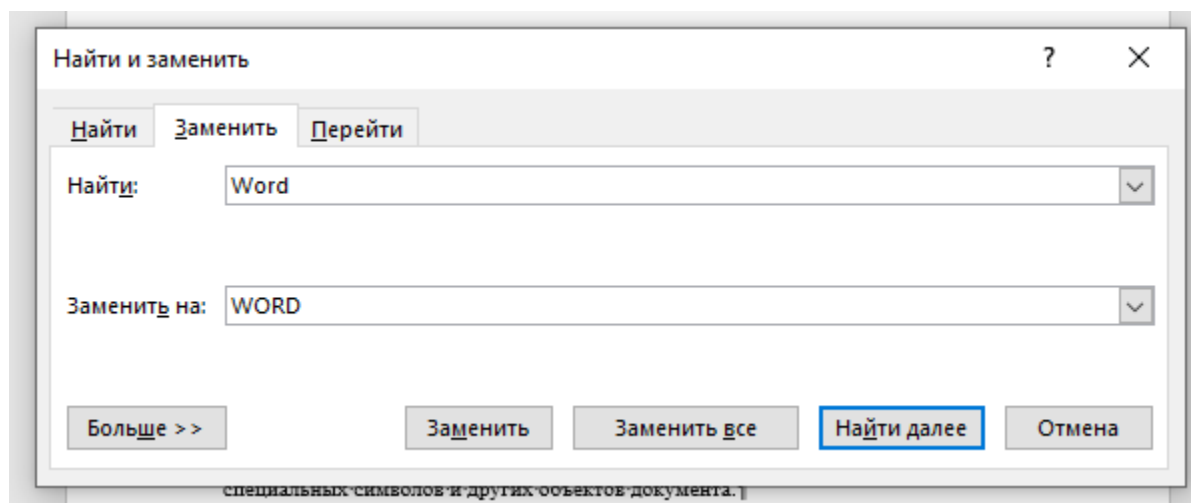 Найти и заменить ?
Найти Заменить Перейти
Найти: Word
Заменить на: WORD
Больше >> Заменить Заменить все Найти далее Отмена
специальных·символов·и·других·объектов·документа.¶